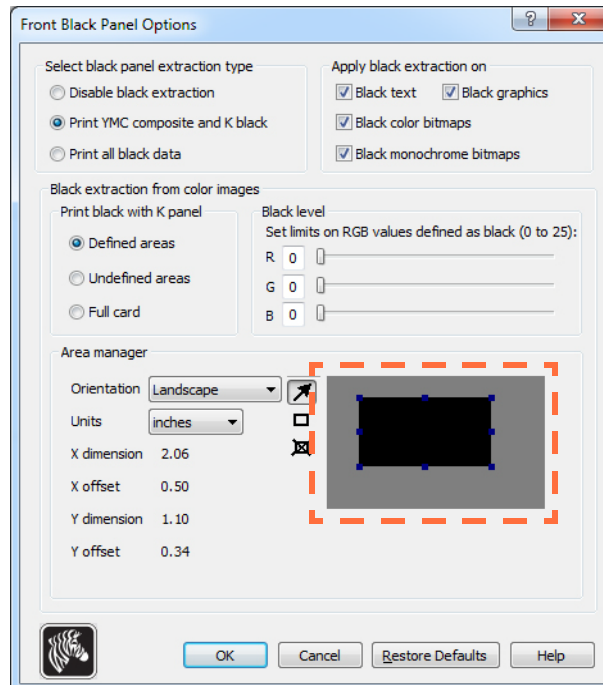 Front Black Panel Options
?
Select black panel extraction type
Disable black extraction
Print YMC composite and K black
Print all black data
Apply black extraction on
Black text Black graphics
Black color bitmaps
Black monochrome bitmaps
Black extraction from color images
Print black with K panel
Defined areas
Undefined areas
Full card
Black level
Set limits on RGB values defined as black (0 to 25):
R 0
G 0
B 0
Area manager
Orientation Landscape
Units inches
X dimension 2.06
X offset 0.50
Y dimension 1.10
Y offset 0.34
OK Cancel Restore Defaults Help